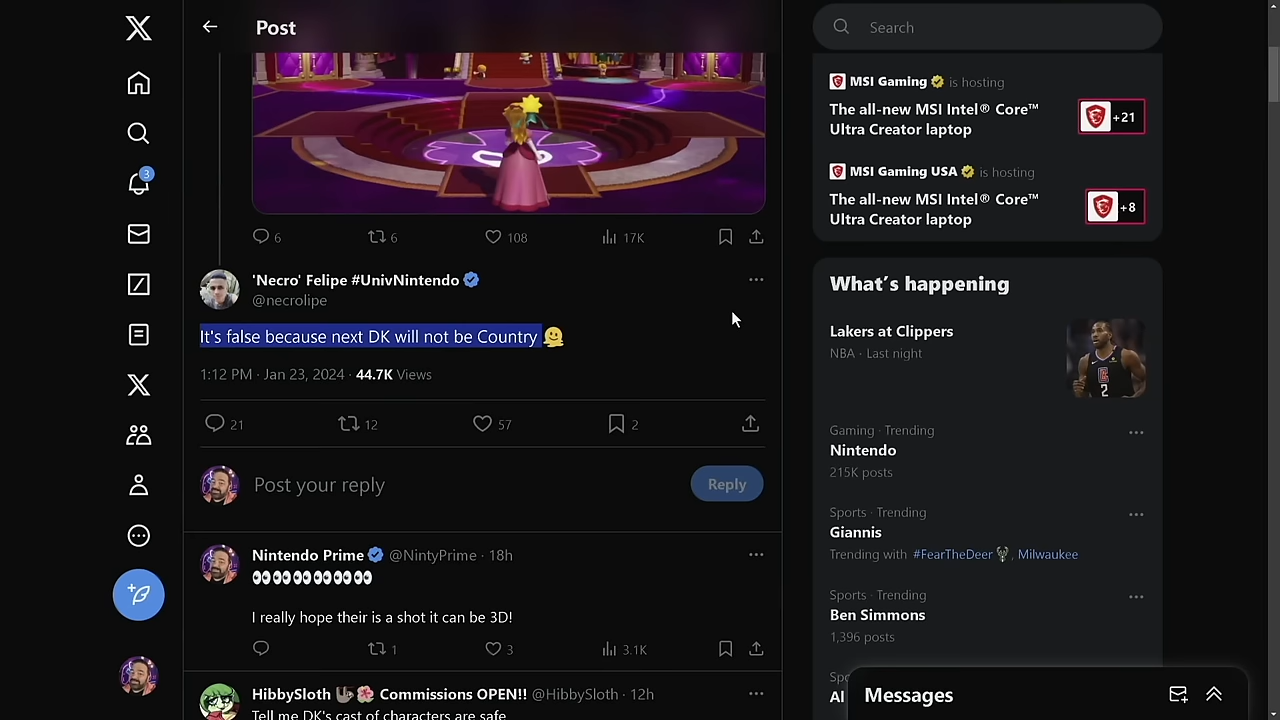 Post
Search
6
6
108
17K
'Necro' Felipe #UnivNintendo
@necrolipe
It's false because next DK will not be Country 🫠
1:12 PM · Jan 23, 2024 · 44.7K Views
21
12
57
2
Post your reply
Reply
Nintendo Prime @NintyPrime · 18h
👀👀👀👀👀👀👀👀👀
I really hope their is a shot it can be 3D!
1
3
3.1K
HibbySloth 🦥🌺 Commissions OPEN!! @HibbySloth · 12h
Tell me DK's cast of characters are safe
3
MSI Gaming is hosting
The all-new MSI Intel® Core™
Ultra Creator laptop
+21
MSI Gaming USA is hosting
The all-new MSI Intel® Core™
Ultra Creator laptop
+8
What's happening
Lakers at Clippers
NBA · Last night
Gaming · Trending
Nintendo
215K posts
Sports · Trending
Giannis
Trending with #FearTheDeer, Milwaukee
Sports · Trending
Ben Simmons
1,396 posts
Messages